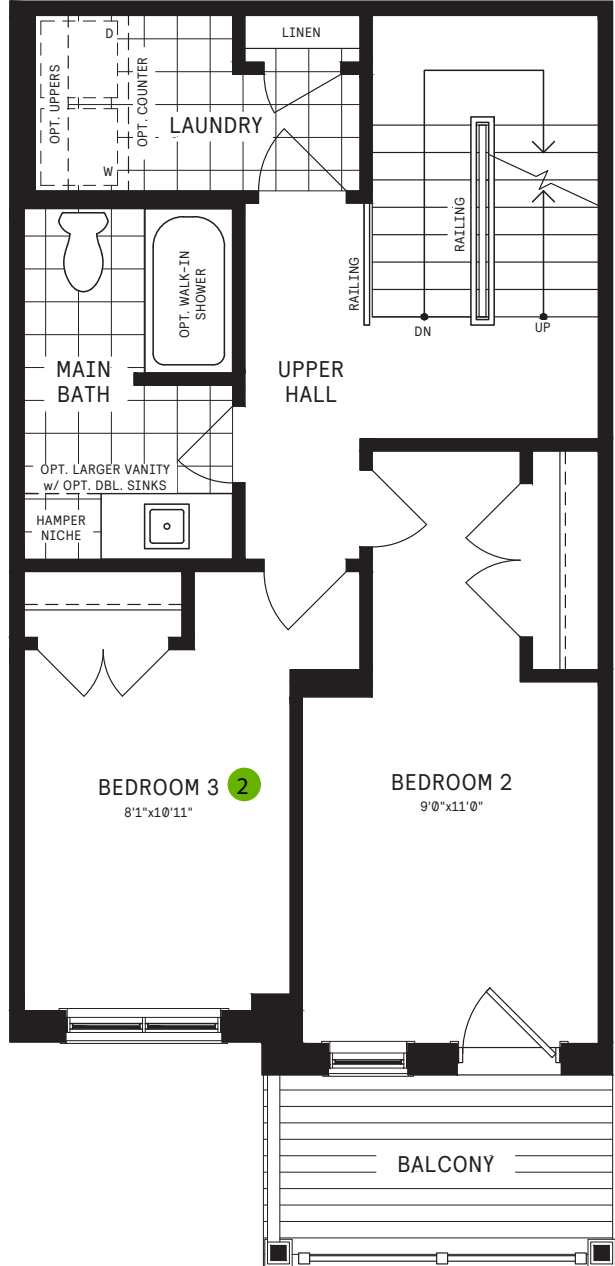 LINEN
D
OPT. UPPERS
OPT. COUNTER
LAUNDRY
W
RAILING
RAILING
DN
UP
OPT. WALK-IN
SHOWER
MAIN
BATH
UPPER
HALL
OPT. LARGER VANITY
w/ OPT. DBL. SINKS
HAMPER
NICHE
BEDROOM 3 2
8'1"x10'11"
BEDROOM 2
9'0"x11'0"
BALCONY